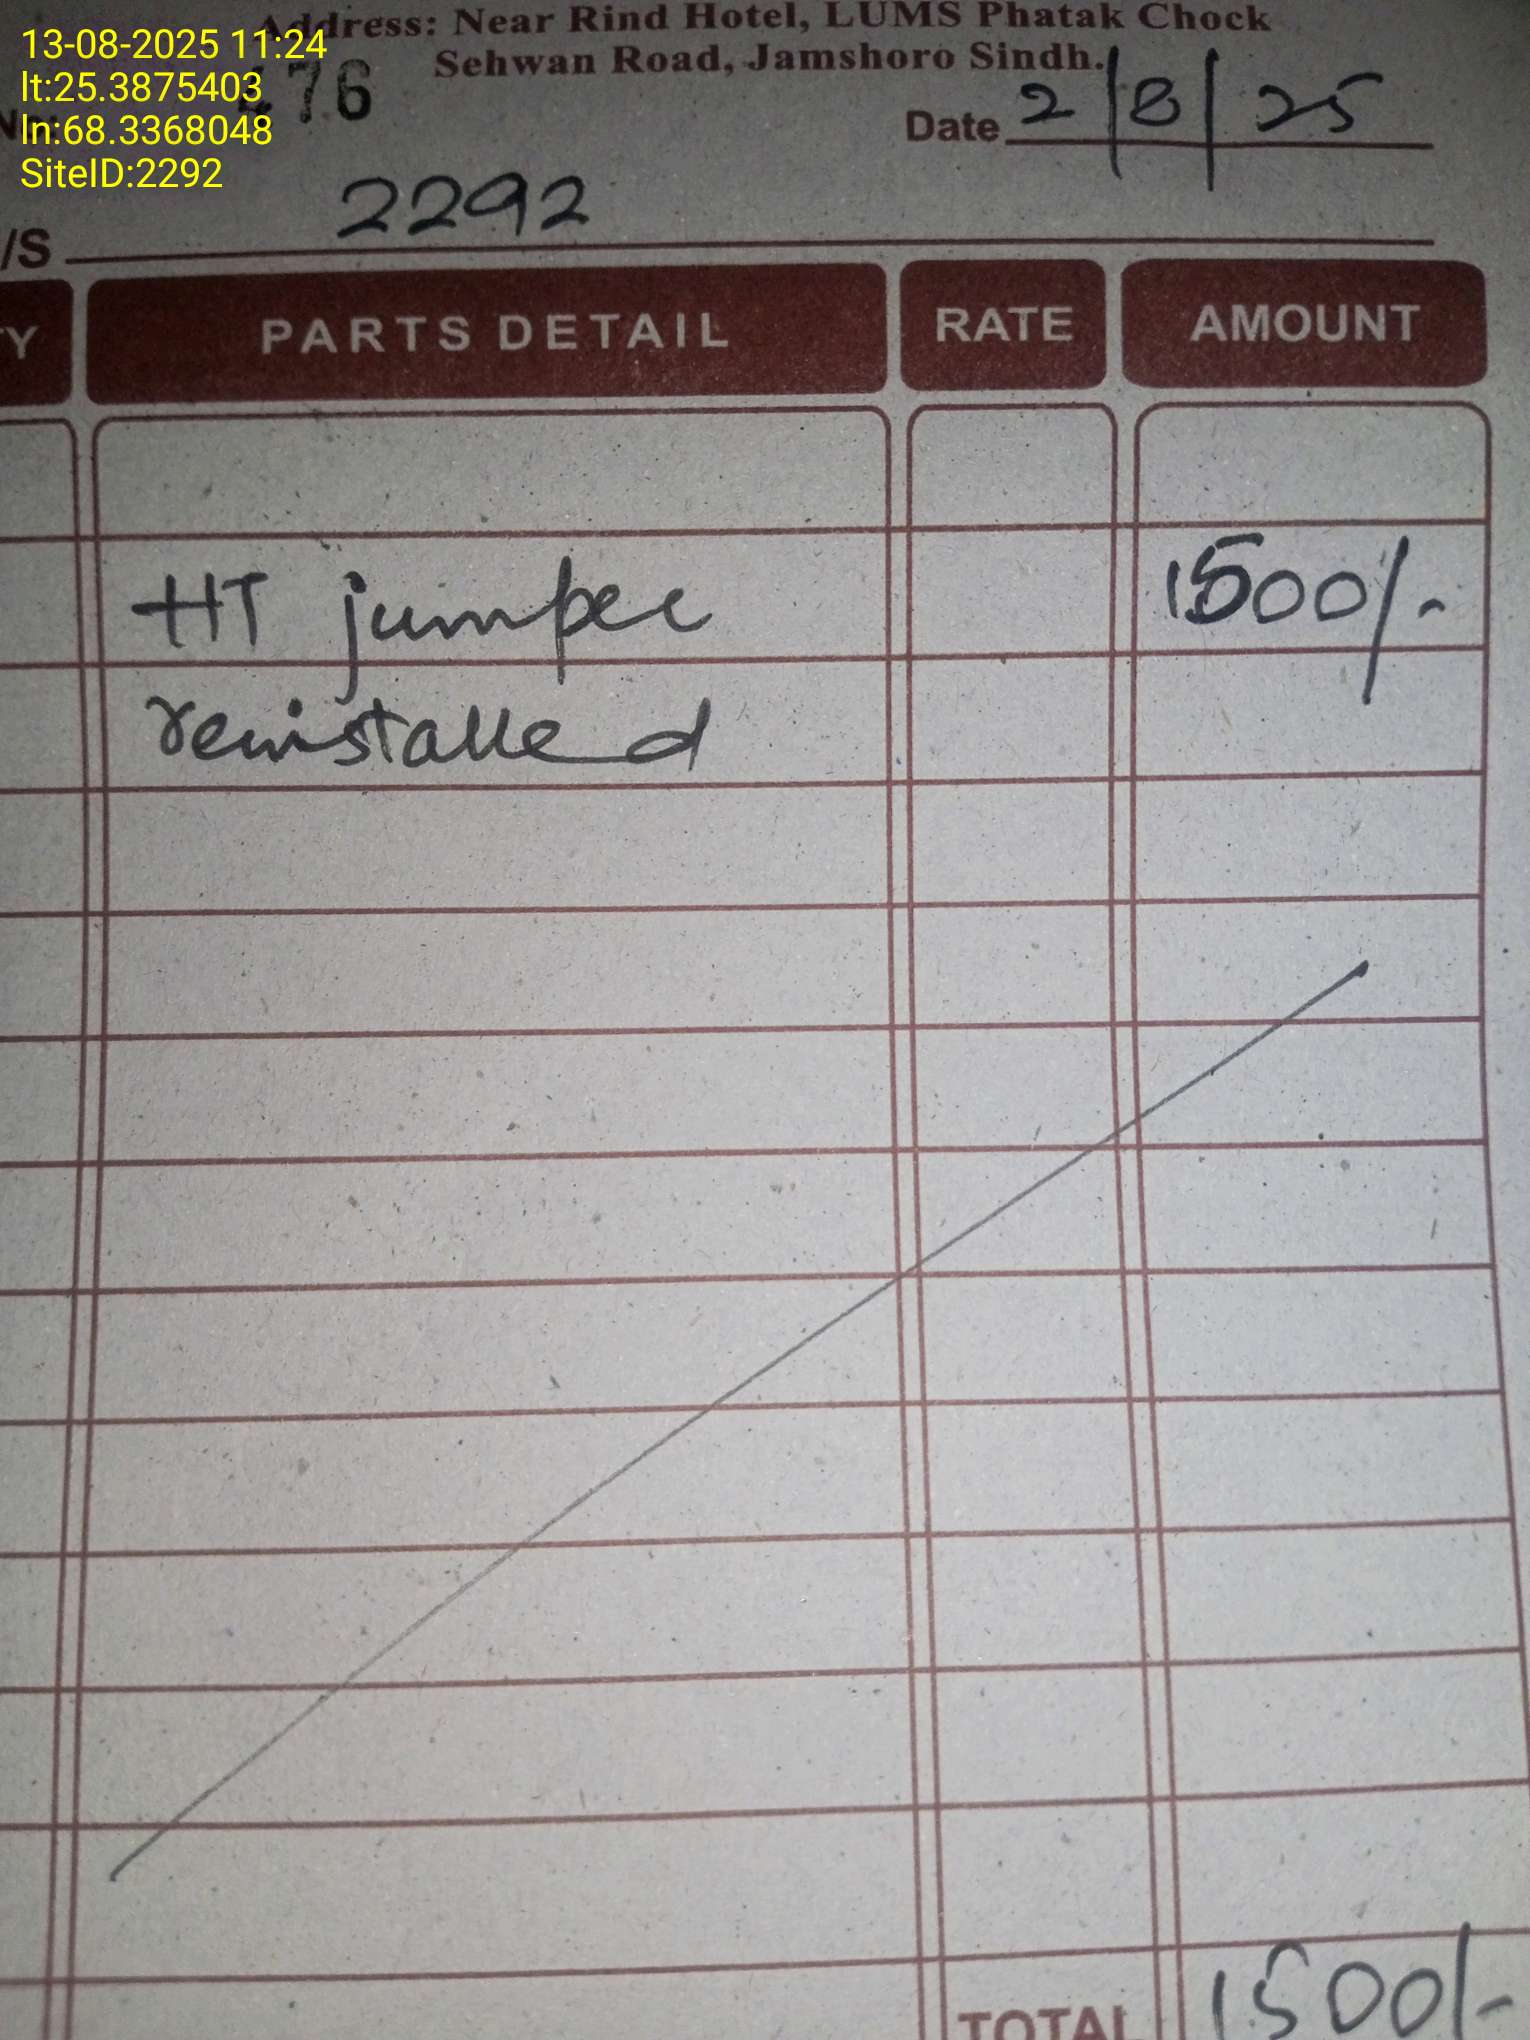 13-08-2025 11:24
lt:25.3875403
ln:68.3368048
SiteID:2292
Address: Near Rind Hotel, LUMS Phatak Chock
Sehwan Road, Jamshoro Sindh.
476
Date 2/8/25
/S 2292
TY PARTS DETAIL RATE AMOUNT
HT jumper 1500/-
reinstalled
TOTAL 1500/-